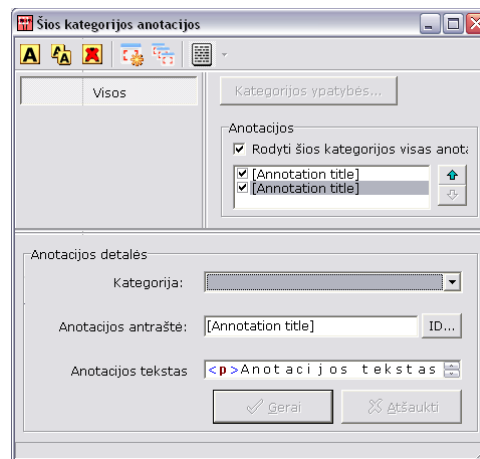 Šios kategorijos anotacijos
Visos
Kategorijos ypatybės...
Anotacijos
Rodyti šios kategorijos visas
[Annotation title]
[Annotation title]
Anotacijos detalės
Kategorija:
Anotacijos antraštė:
[Annotation title]
ID...
Anotacijos tekstas
<p>Anotacijos tekstas
Gerai
Atšaukti